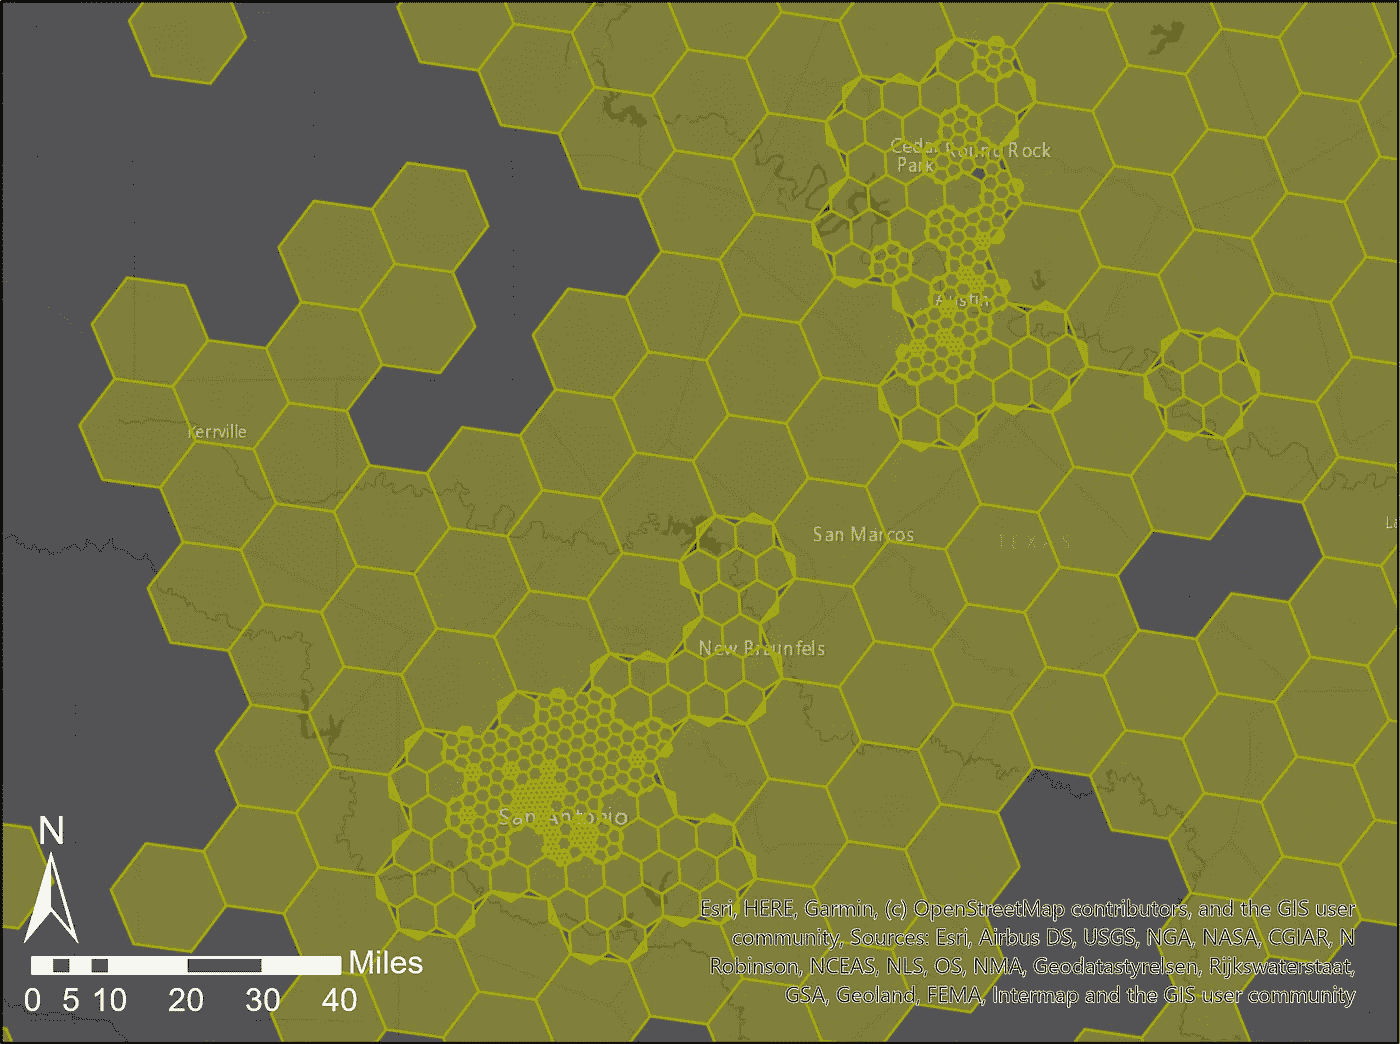 Cedar Round Rock
Park
Austin
Kerrville
San Marcos
TEXAS
New Braunfels
San Antonio
N
Miles
0 5 10 20 30 40
Esri, HERE, Garmin, (c) OpenStreetMap contributors, and the GIS user
community, Sources: Esri, Airbus DS, USGS, NGA, NASA, CGIAR, N
Robinson, NCEAS, NLS, OS, NMA, Geodatastyrelsen, Rijkswaterstaat,
GSA, Geoland, FEMA, Intermap and the GIS user community